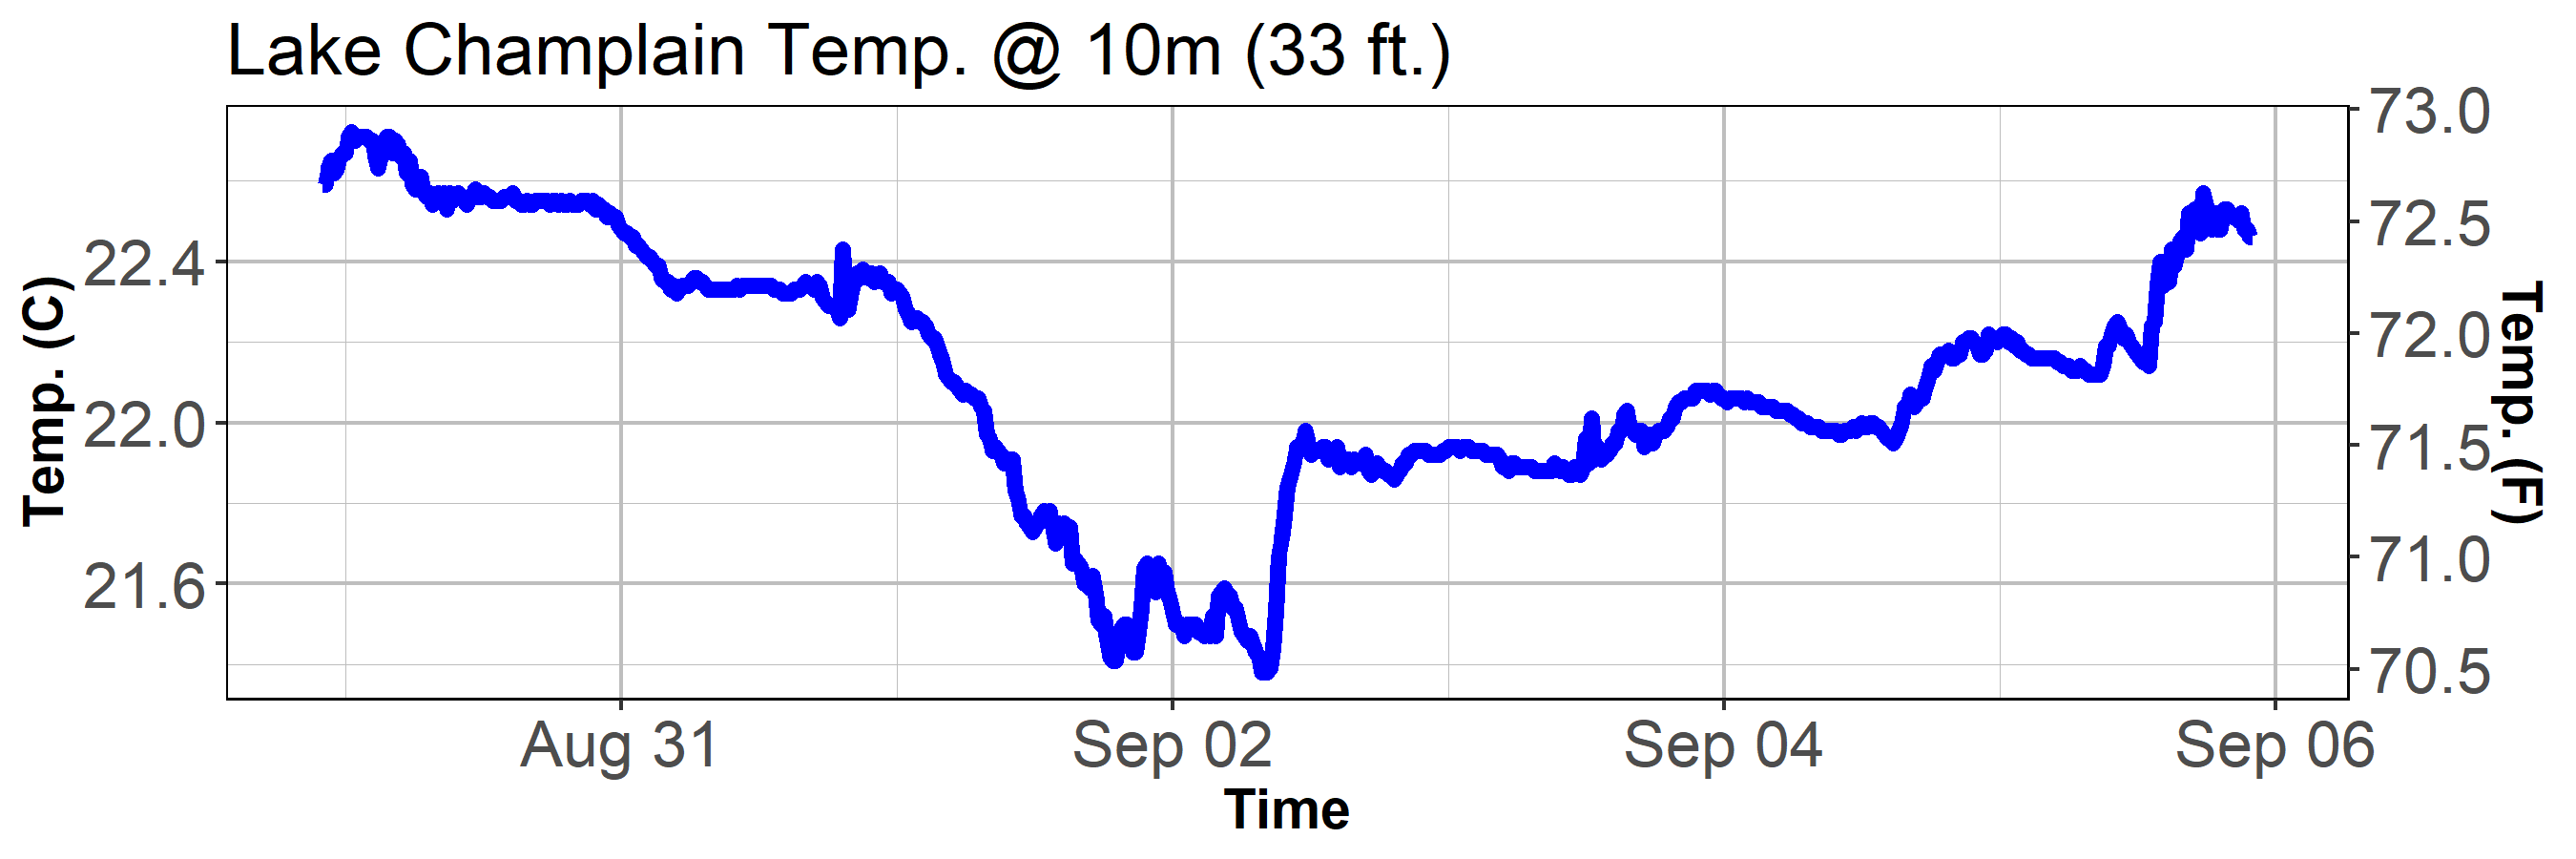 Lake Champlain Temp. @ 10m (33 ft.)
Temp. (C)
22.4
22.0
21.6
73.0
72.5
72.0
71.5
71.0
70.5
Temp. (F)
Aug 31
Sep 02
Sep 04
Sep 06
Time